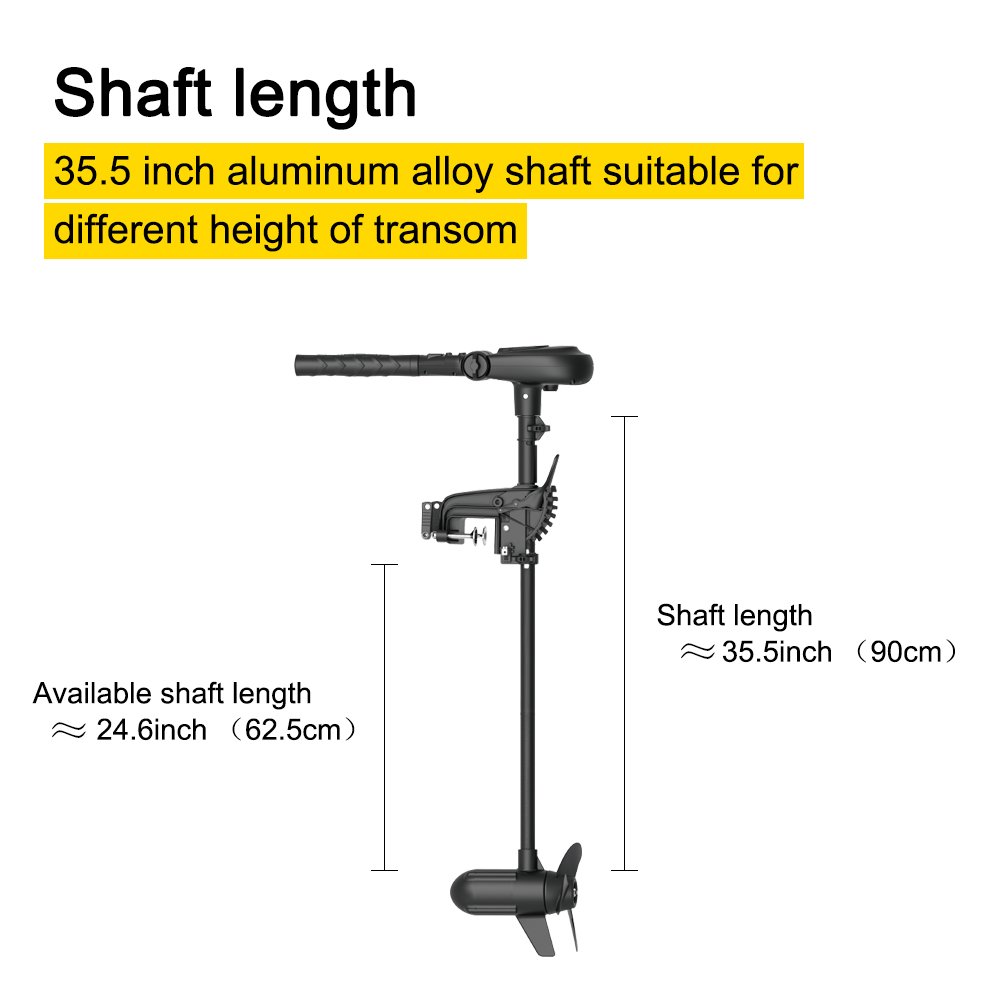 Shaft length
35.5 inch aluminum alloy shaft suitable for
different height of transom
Shaft length
≈ 35.5inch （90cm）
Available shaft length
≈ 24.6inch （62.5cm）